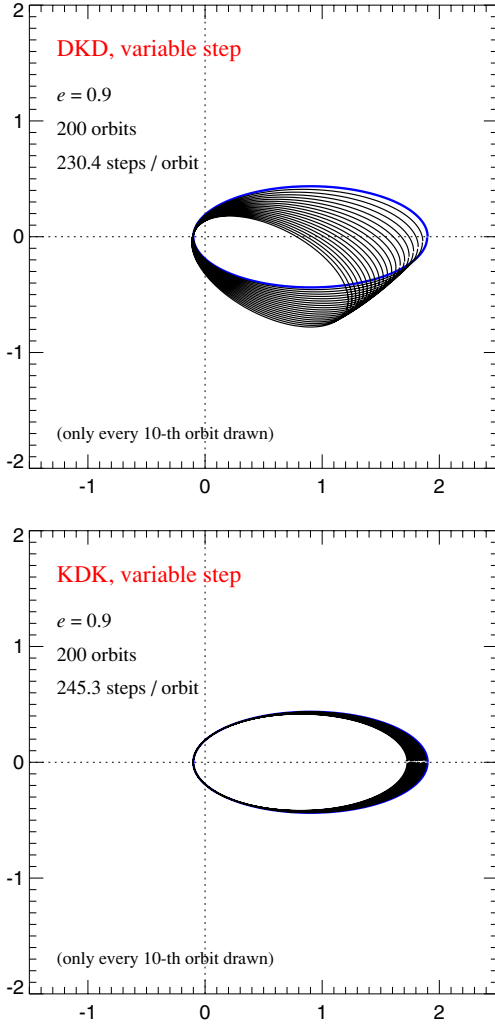 2
DKD, variable step
e = 0.9
1
200 orbits
230.4 steps / orbit
0
-1
(only every 10-th orbit drawn)
-2
-1 0 1 2
2
KDK, variable step
e = 0.9
1
200 orbits
245.3 steps / orbit
0
-1
(only every 10-th orbit drawn)
-2
-1 0 1 2